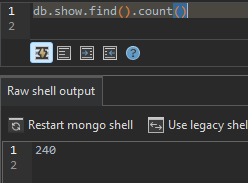 1 db.show.find().count()
2
Raw shell output
Restart mongo shell Use legacy shel
1 240
2